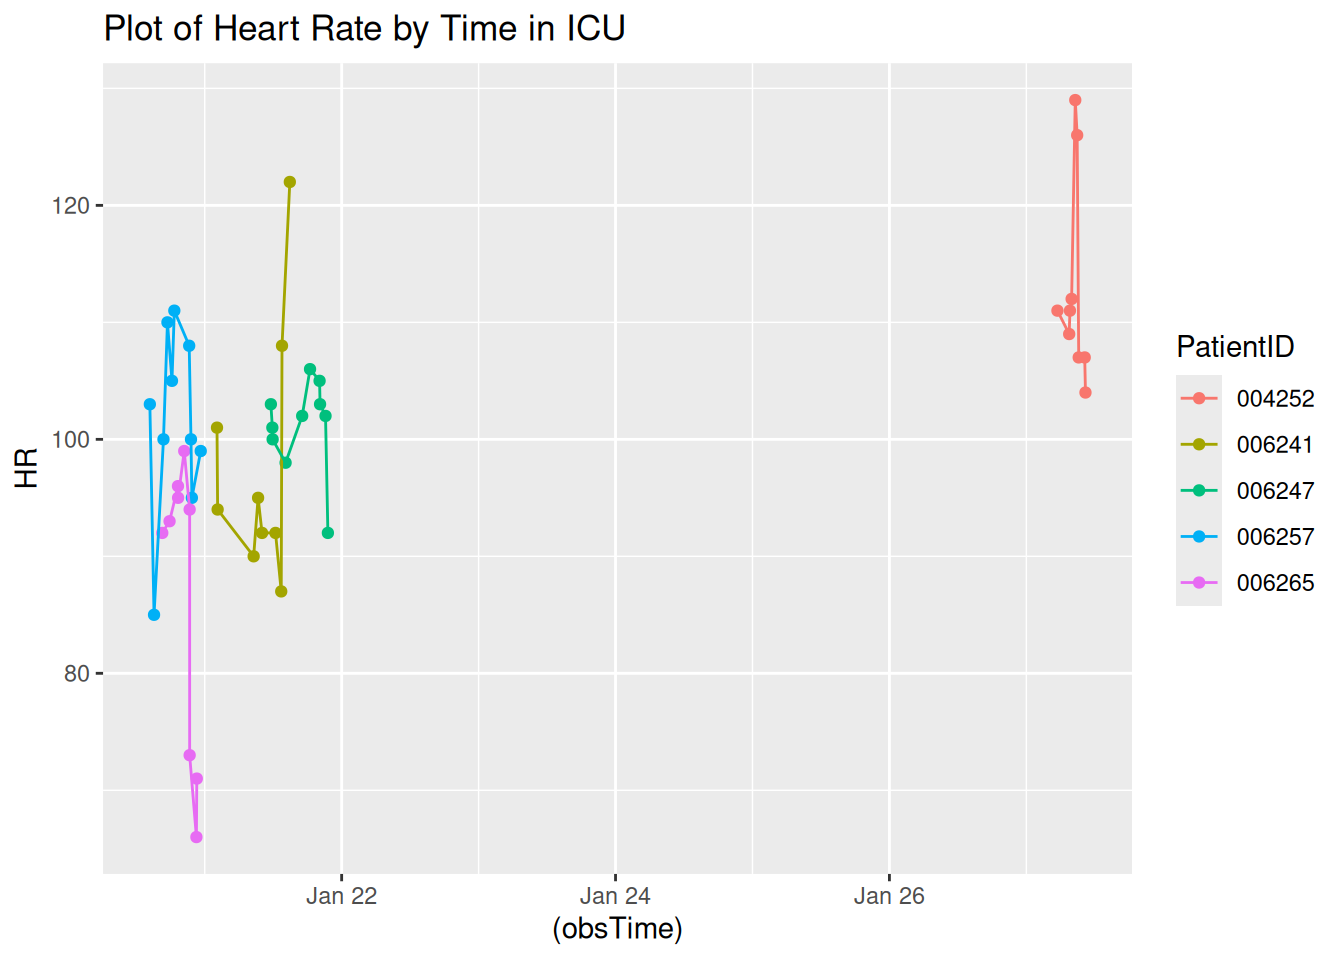 Plot of Heart Rate by Time in ICU
HR
120
100
80
Jan 22
Jan 24
Jan 26
(obsTime)
PatientID
004252
006241
006247
006257
006265